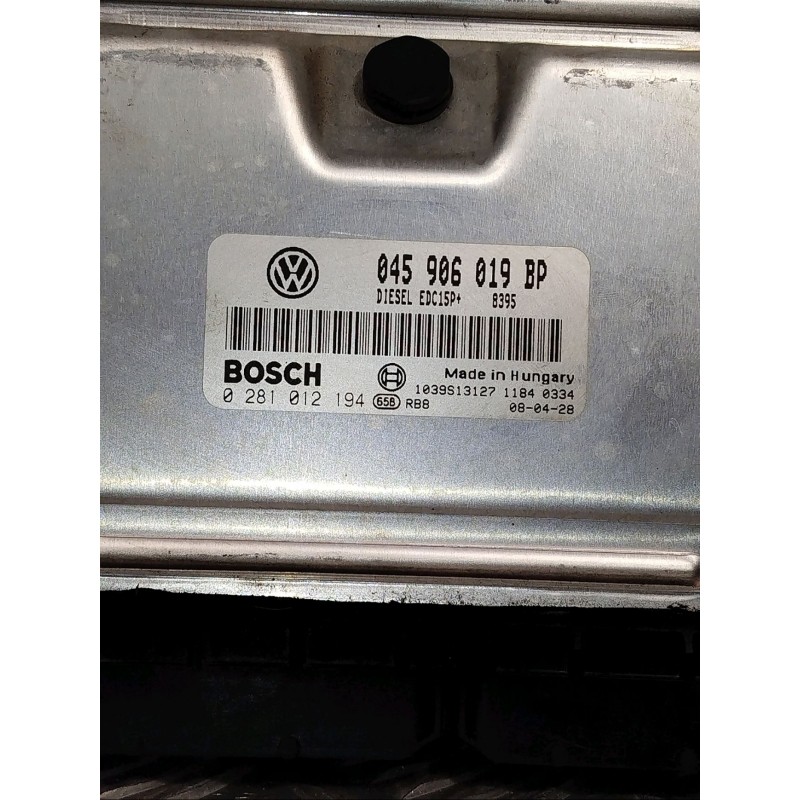 045 906 019 BP
DIESEL EDC15P+ 8395
BOSCH Made in Hungary
0 281 012 194 65B RB8 1039S13127 1184 0334
08-04-28